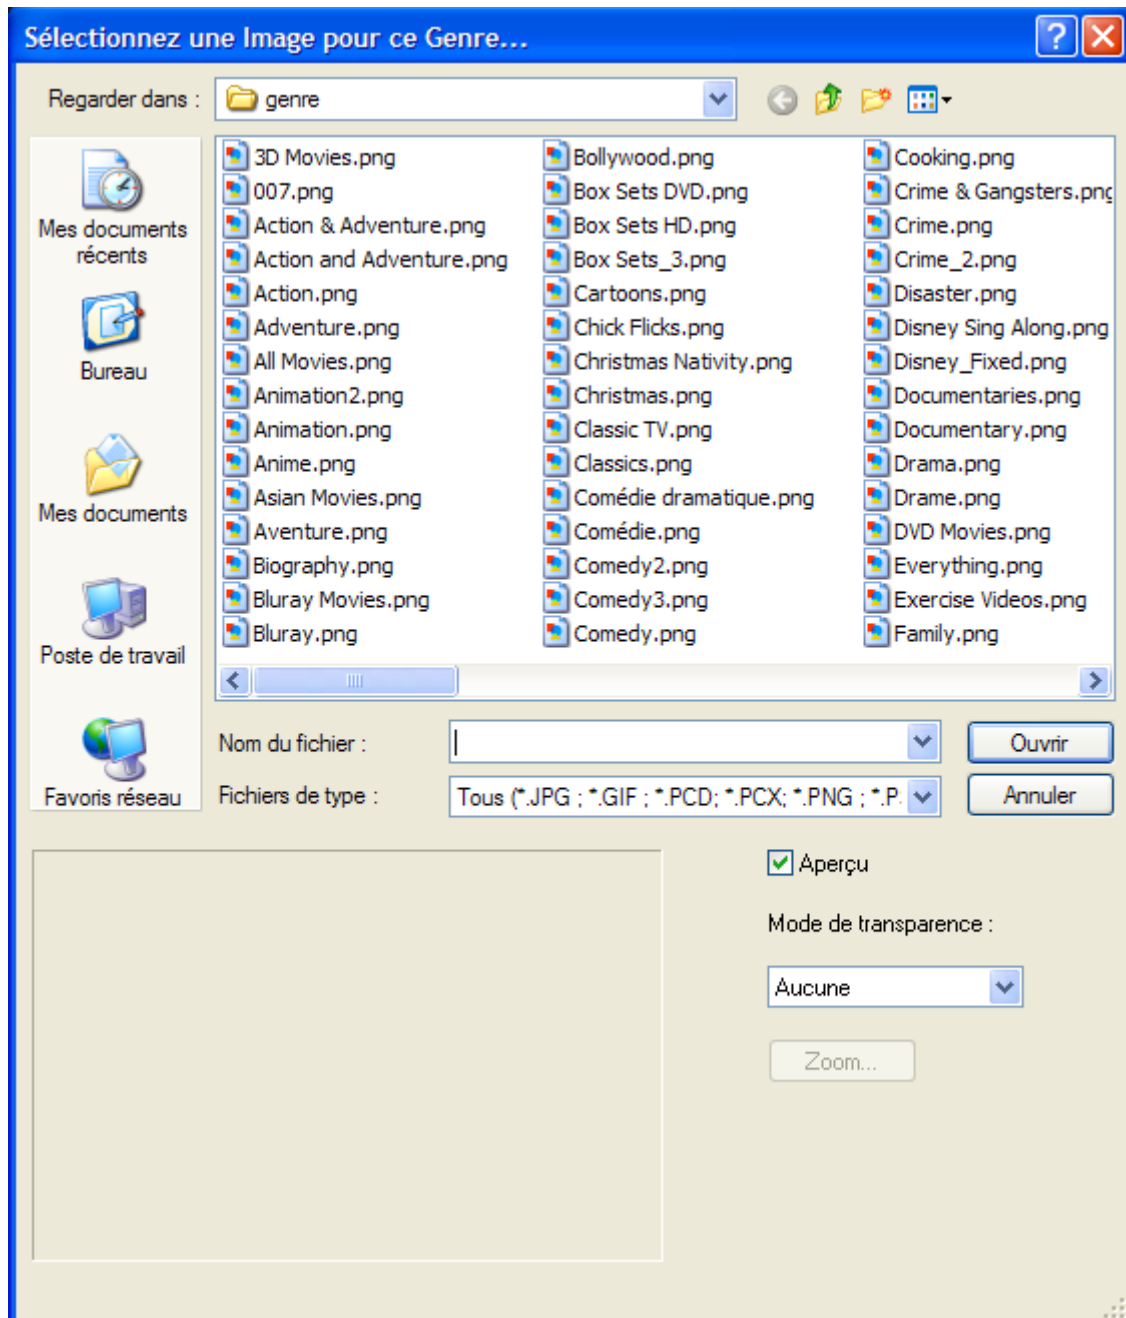 Sélectionnez une Image pour ce Genre...
Regarder dans :
genre
Mes documents
récents
Bureau
Mes documents
Poste de travail
Favoris réseau
3D Movies.png
007.png
Action & Adventure.png
Action and Adventure.png
Action.png
Adventure.png
All Movies.png
Animation2.png
Animation.png
Anime.png
Asian Movies.png
Aventure.png
Biography.png
Bluray Movies.png
Bluray.png
Bollywood.png
Box Sets DVD.png
Box Sets HD.png
Box Sets_3.png
Cartoons.png
Chick Flicks.png
Christmas Nativity.png
Christmas.png
Classic TV.png
Classics.png
Comédie dramatique.png
Comédie.png
Comedy2.png
Comedy3.png
Comedy.png
Cooking.png
Crime & Gangsters.png
Crime.png
Crime_2.png
Disaster.png
Disney Sing Along.png
Disney_Fixed.png
Documentaries.png
Documentary.png
Drama.png
Drame.png
DVD Movies.png
Everything.png
Exercise Videos.png
Family.png
Nom du fichier :
Ouvrir
Fichiers de type :
Tous (*.JPG ; *.GIF ; *.PCD; *.PCX; *.PNG ; *.P
Annuler
Aperçu
Mode de transparence :
Aucune
Zoom...